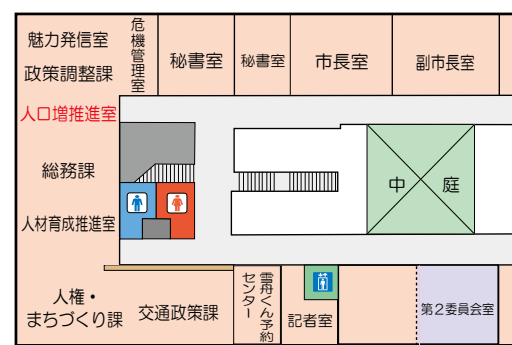 魅力発信室
政策調整課
危機管理室
秘書室
秘書室
市長室
副市長室
人口増推進室
総務課
人材育成推進室
中庭
人権・
まちづくり課
交通政策課
雪舟くん予約
センター
記者室
第2委員会室